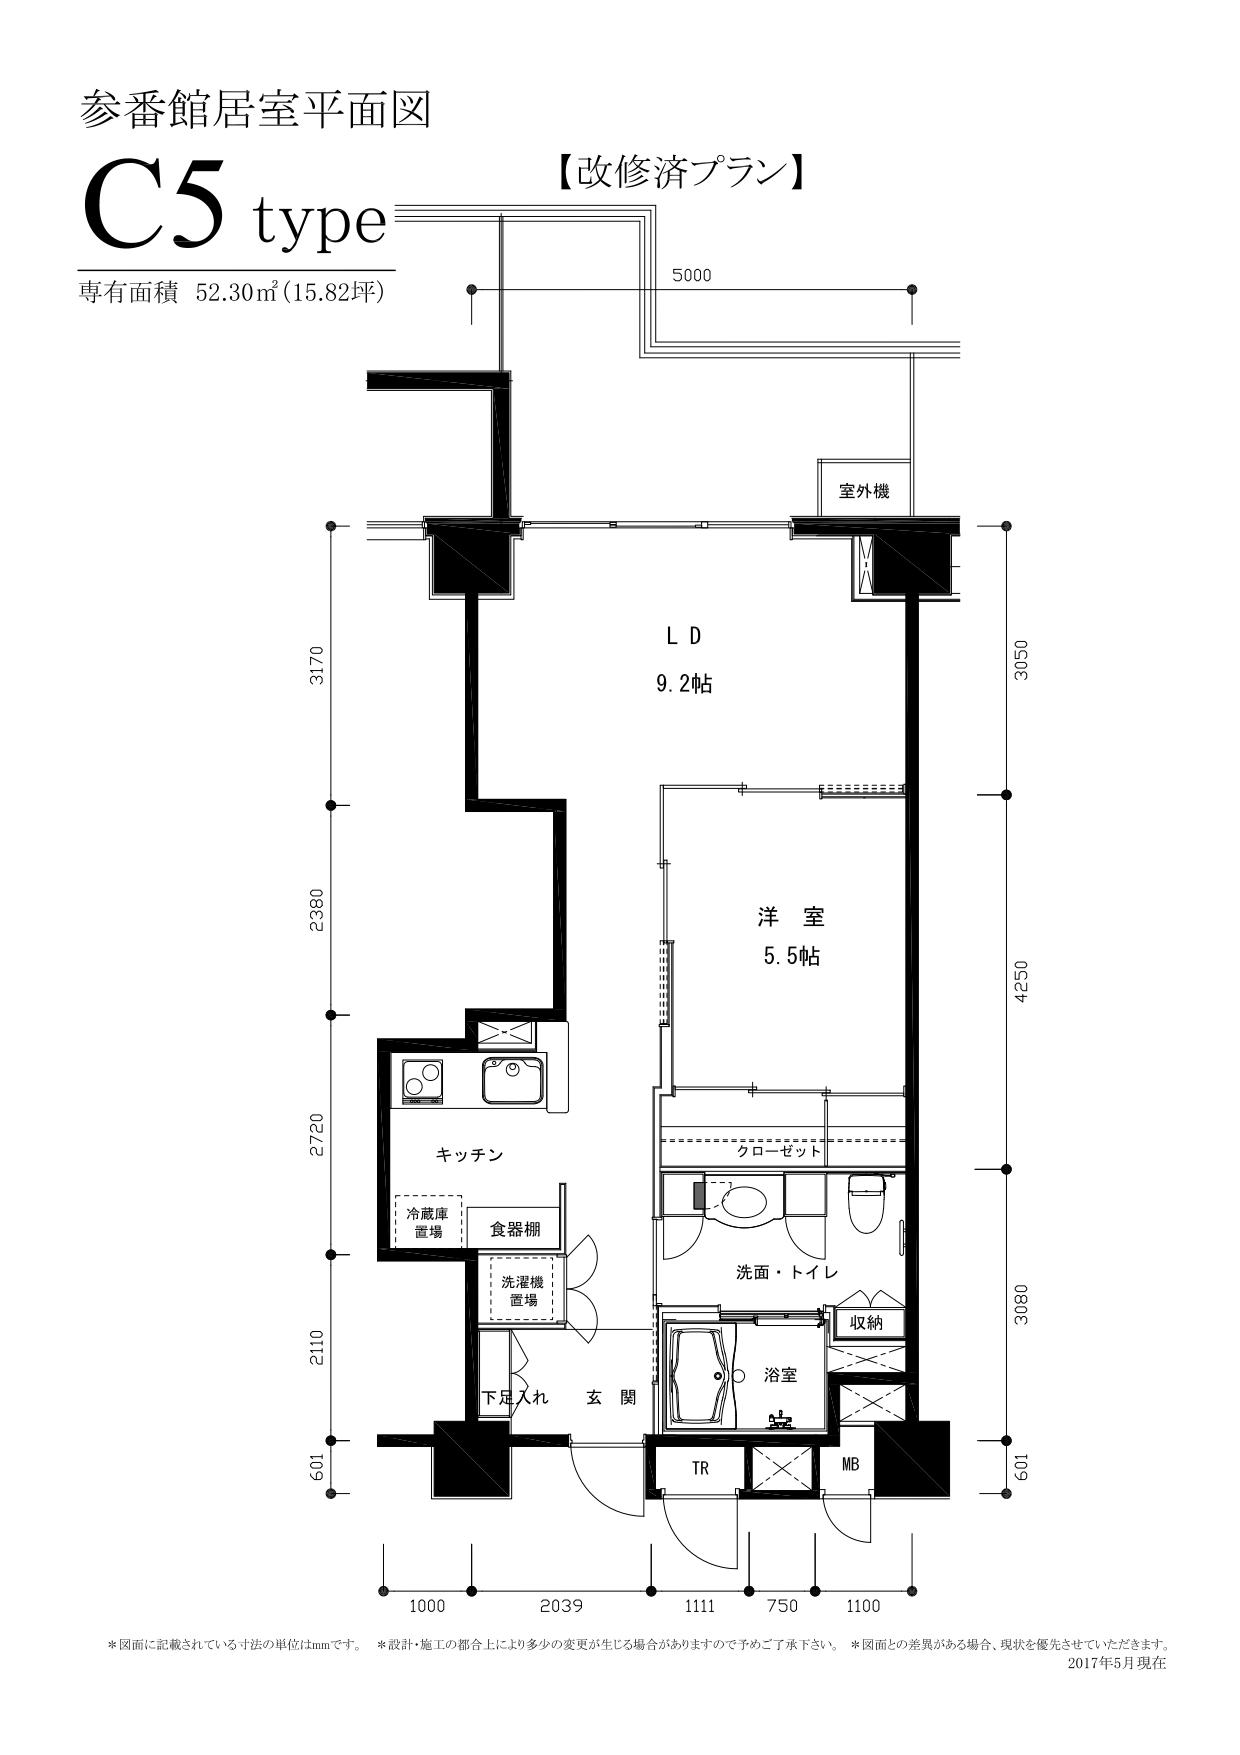 参番館居室平面図
【改修済プラン】
C5 type
専有面積 52.30㎡(15.82坪)
5000
室外機
LD
9.2帖
3170
3050
洋 室
5.5帖
2380
4250
2720
キッチン
クローゼット
冷蔵庫
置場
食器棚
洗濯機
置場
洗面・トイレ
収納
3080
2110
浴室
下足入れ
玄 関
601
TR
MB
601
1000
2039
1111
750
1100
＊図面に記載されている寸法の単位はmmです。 ＊設計・施工の都合上により多少の変更が生じる場合がありますので予めご了承下さい。 ＊図面との差異がある場合、現状を優先させていただきます。
2017年5月現在